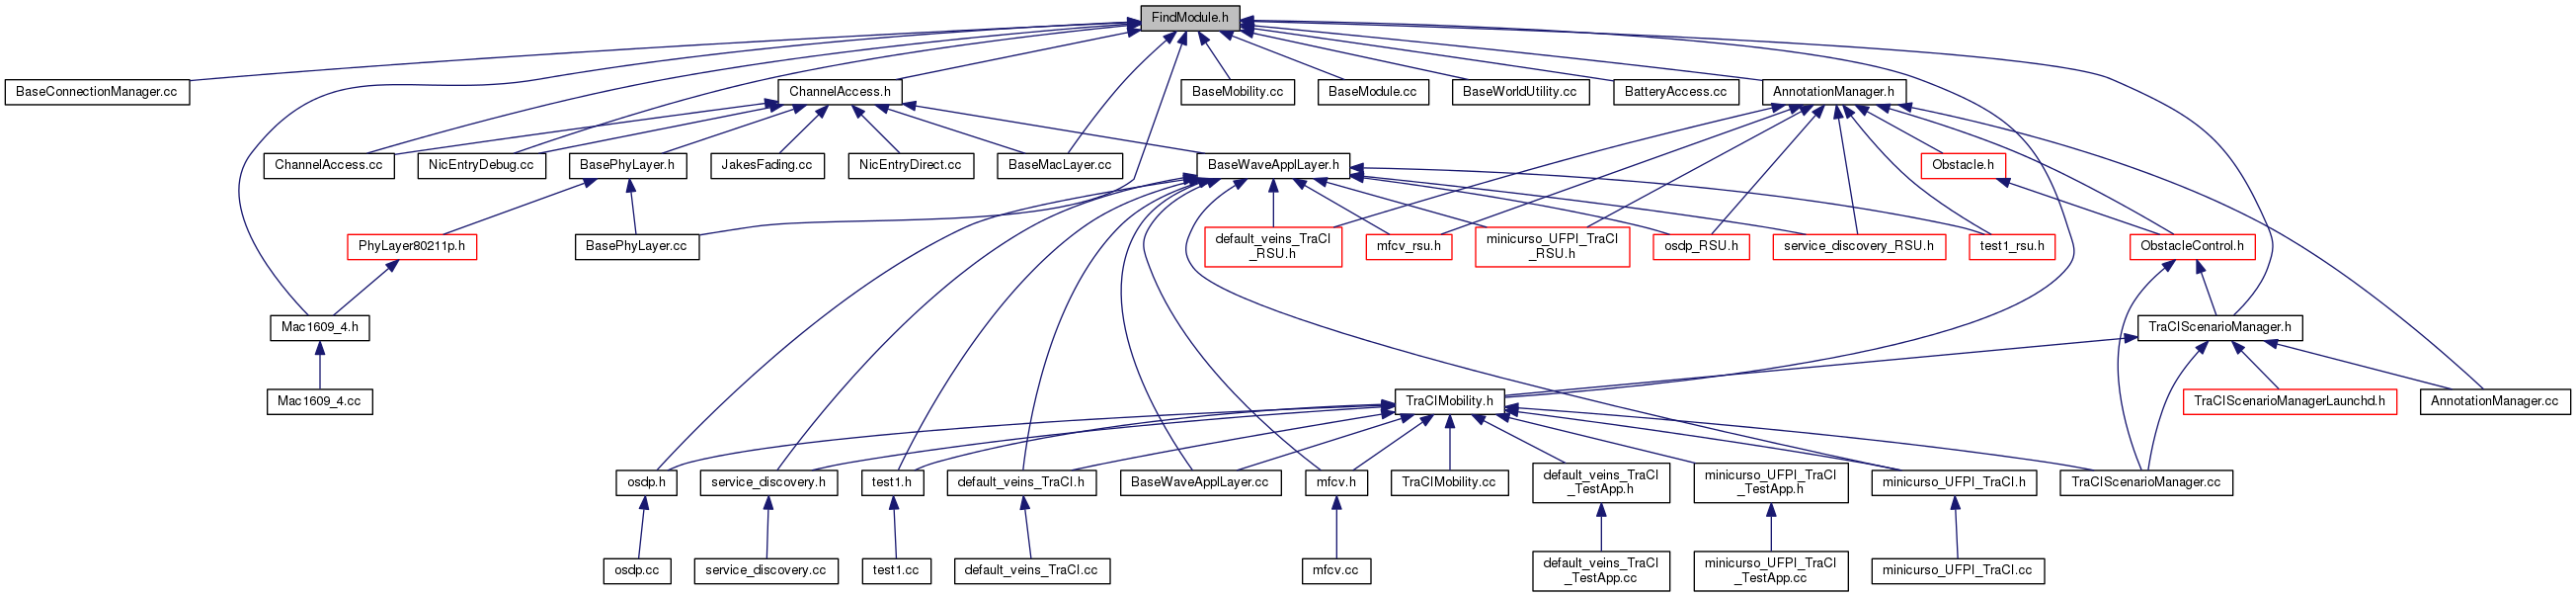 FindModule.h
BaseConnectionManager.cc
ChannelAccess.h
BaseMobility.cc
BaseModule.cc
BaseWorldUtility.cc
BatteryAccess.cc
AnnotationManager.h
ChannelAccess.cc
NicEntryDebug.cc
BasePhyLayer.h
JakesFading.cc
NicEntryDirect.cc
BaseMacLayer.cc
BaseWaveApplLayer.h
Obstacle.h
PhyLayer80211p.h
BasePhyLayer.cc
default_veins_TraCI
_RSU.h
mfcv_rsu.h
minicurso_UFPI_TraCI
_RSU.h
osdp_RSU.h
service_discovery_RSU.h
test1_rsu.h
ObstacleControl.h
Mac1609_4.h
TraCIScenarioManager.h
Mac1609_4.cc
TraCIMobility.h
TraCIScenarioManagerLaunchd.h
AnnotationManager.cc
osdp.h
service_discovery.h
test1.h
default_veins_TraCI.h
BaseWaveApplLayer.cc
mfcv.h
TraCIMobility.cc
default_veins_TraCI
_TestApp.h
minicurso_UFPI_TraCI
_TestApp.h
minicurso_UFPI_TraCI.h
TraCIScenarioManager.cc
osdp.cc
service_discovery.cc
test1.cc
default_veins_TraCI.cc
mfcv.cc
default_veins_TraCI
_TestApp.cc
minicurso_UFPI_TraCI
_TestApp.cc
minicurso_UFPI_TraCI.cc